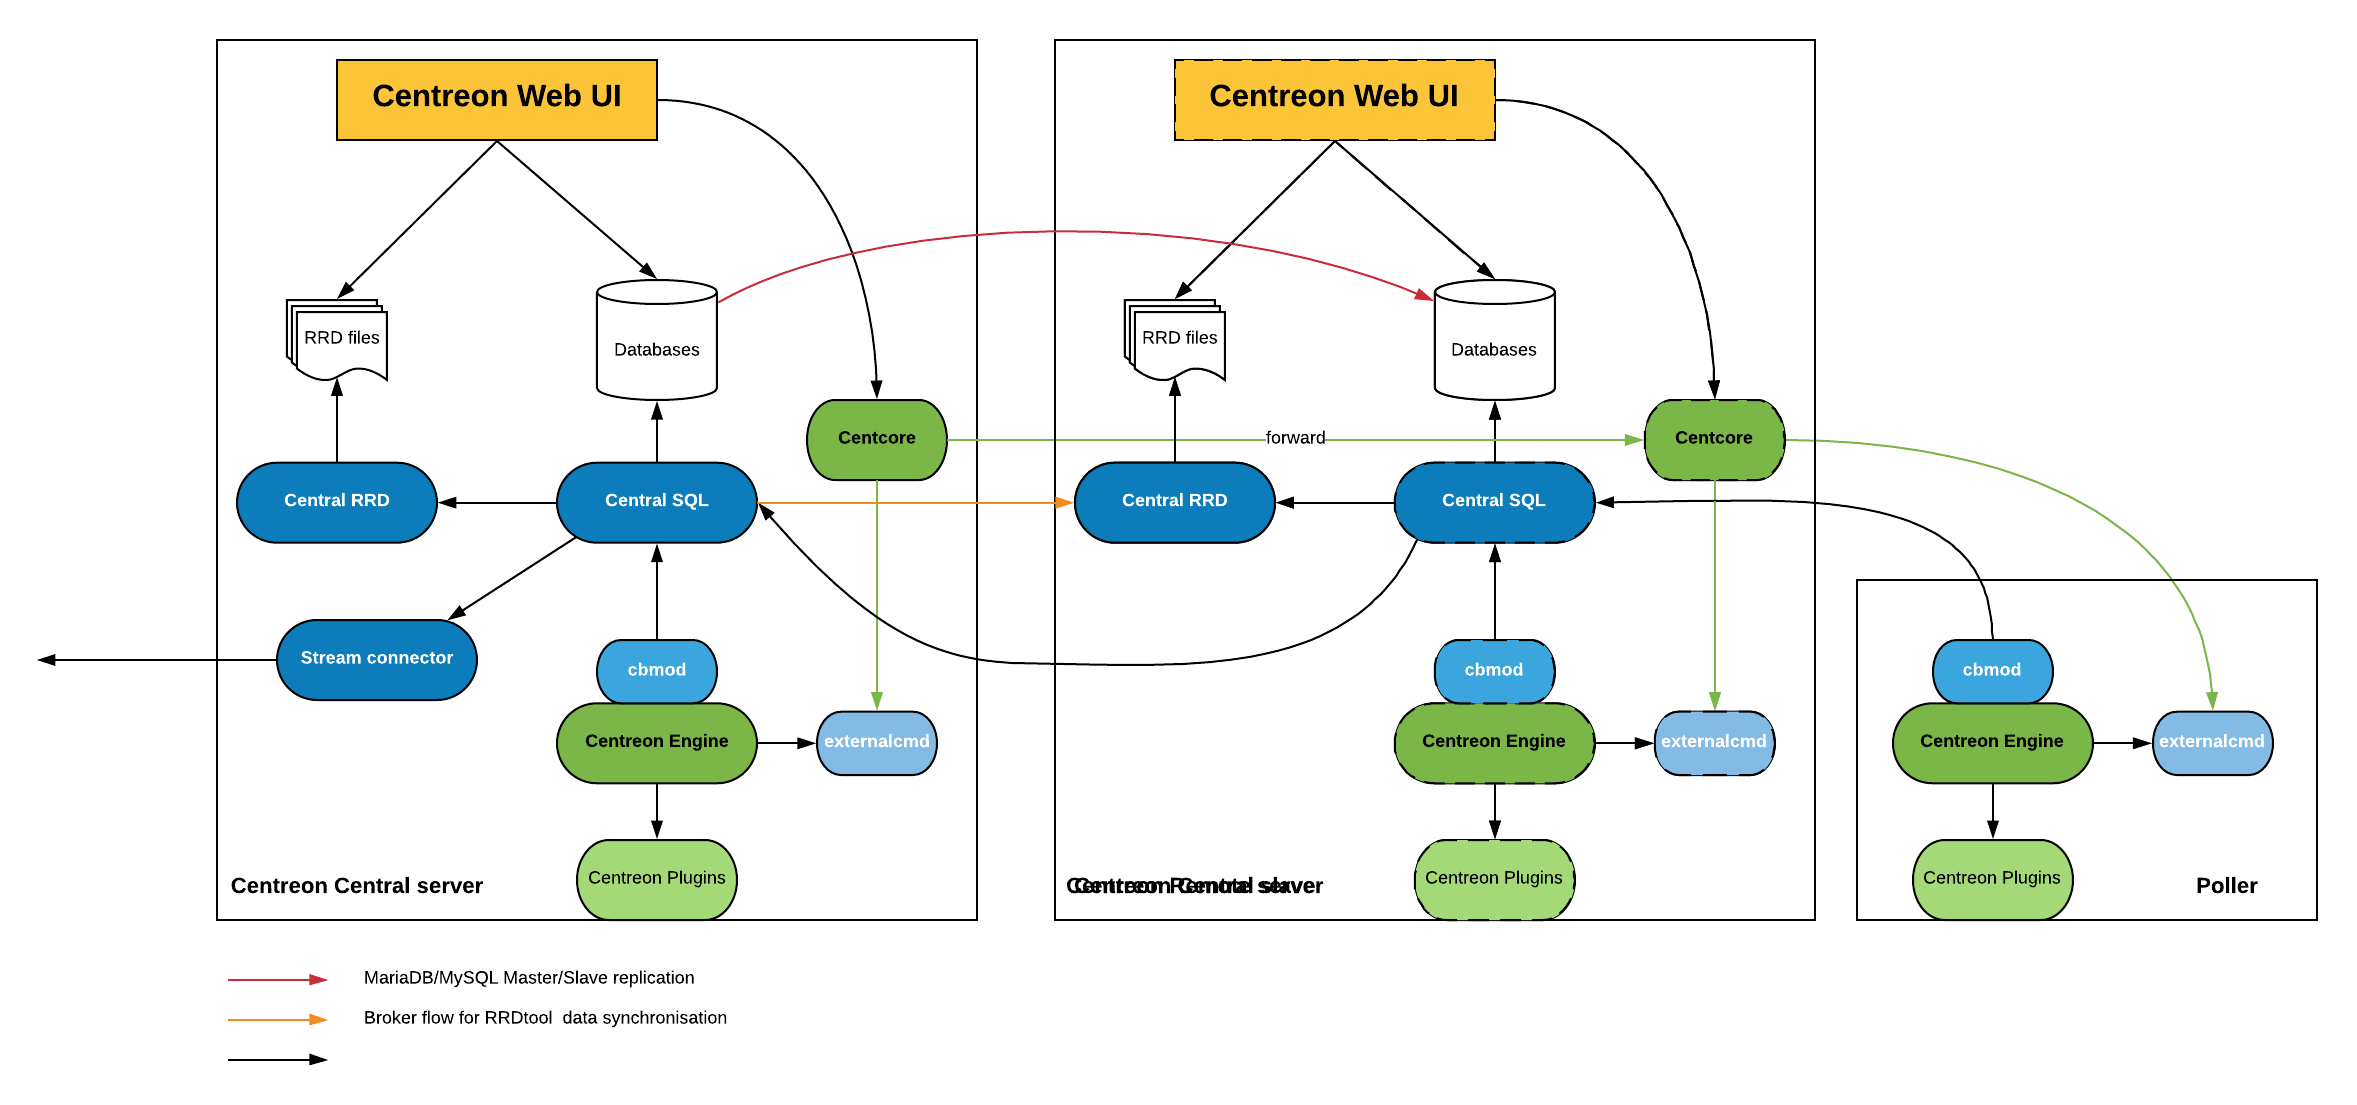 Centreon Web UI
RRD files
Databases
Centcore
Central RRD
Central SQL
Stream connector
cbmod
Centreon Engine
externalcmd
Centreon Plugins
Centreon Central server
forward
Centreon Web UI
RRD files
Databases
Centcore
Central RRD
Central SQL
cbmod
Centreon Engine
externalcmd
Centreon Plugins
cbmod
Centreon Engine
externalcmd
Centreon Plugins
Poller
MariaDB/MySQL Master/Slave replication
Broker flow for RRDtool  data synchronisation